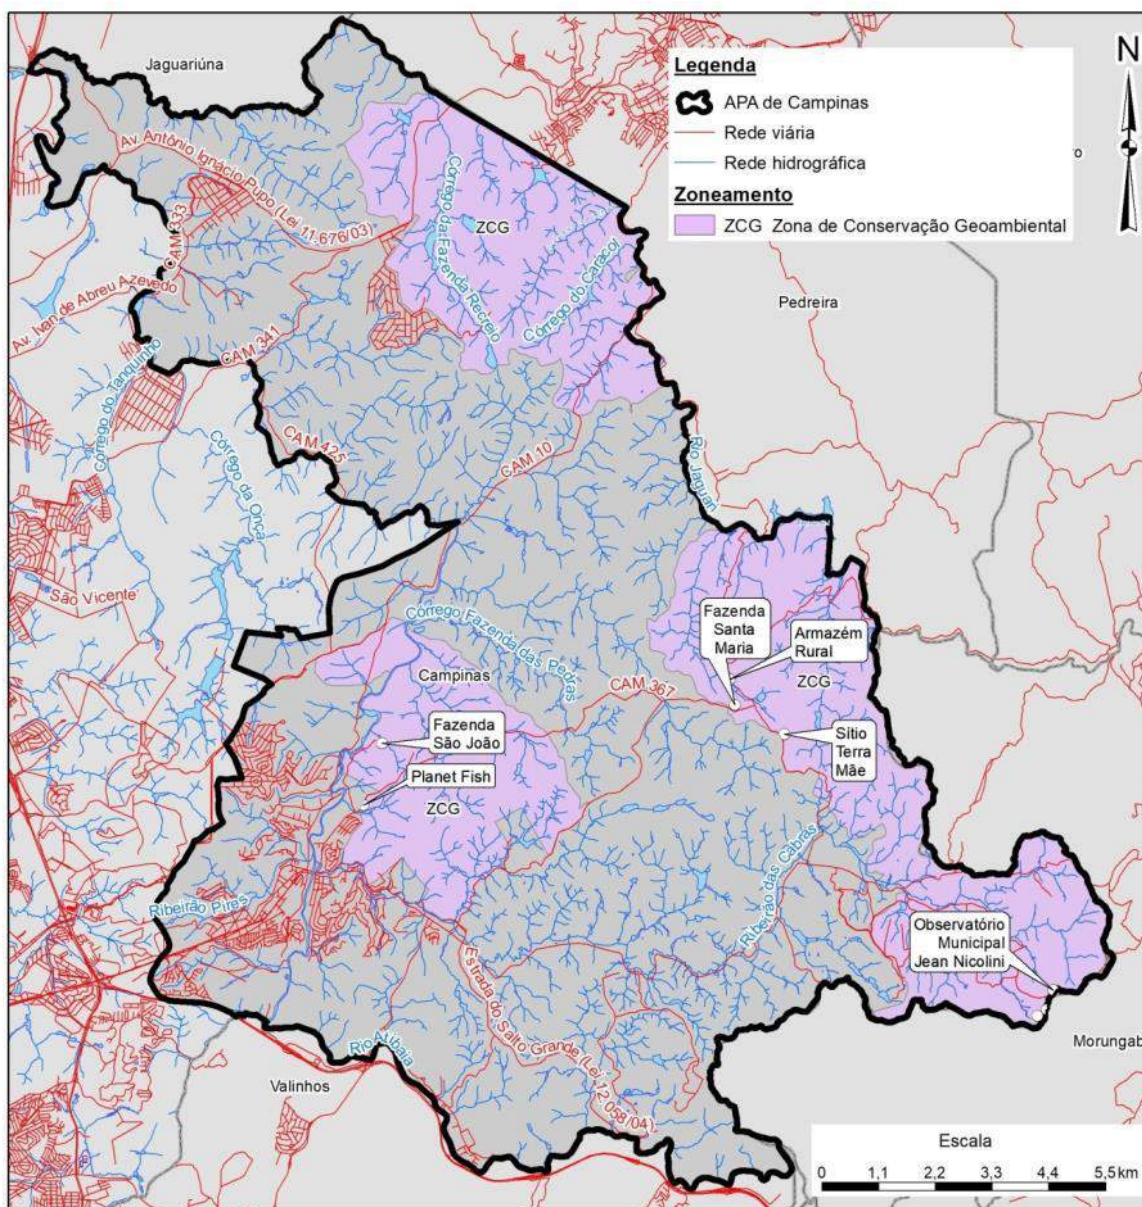 Jaguariúna
N
Legenda
APA de Campinas
Rede viária
Rede hidrográfica
Zoneamento
ZCG Zona de Conservação Geoambiental
Av. Antônio Ignácio Pupo (Lei 11.676/03)
CAM 333
Av. Ivan de Abreu Azevedo
Córrego da Fazenda Recreio
ZCG
Córrego do Caracol
Pedreira
CAM 341
Córrego do Tanquinho
CAM 425
CAM 10
Córrego da Onça
Rio Jaguari
São Vicente
Córrego Fazenda das Pedras
Fazenda
Santa
Maria
Armazém
Rural
Campinas
CAM 367
ZCG
Fazenda
São João
Sítio
Terra
Mãe
Planet Fish
ZCG
Ribeirão das Cabras
Ribeirão Pires
Observatório
Municipal
Jean Nicolini
Estrada do Salto Grande (Lei 12.058/04)
Rio Atibaia
Morungab
Valinhos
Escala
0 1,1 2,2 3,3 4,4 5,5 km